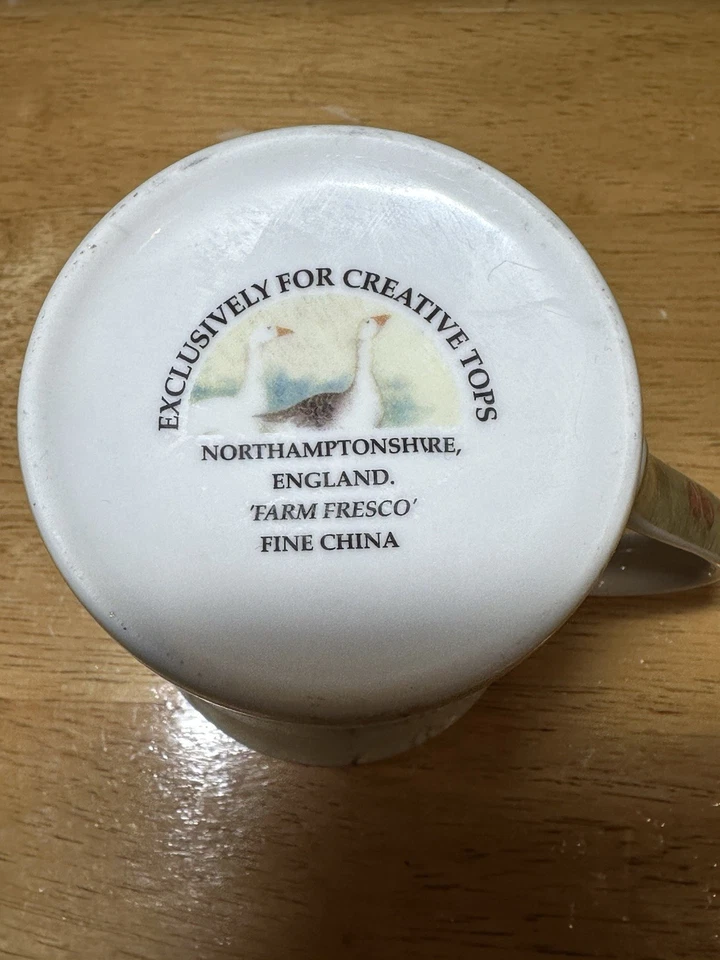 EXCLUSIVELY FOR CREATIVE TOPS
NORTHAMPTONSHIRE,
ENGLAND.
'FARM FRESCO'
FINE CHINA